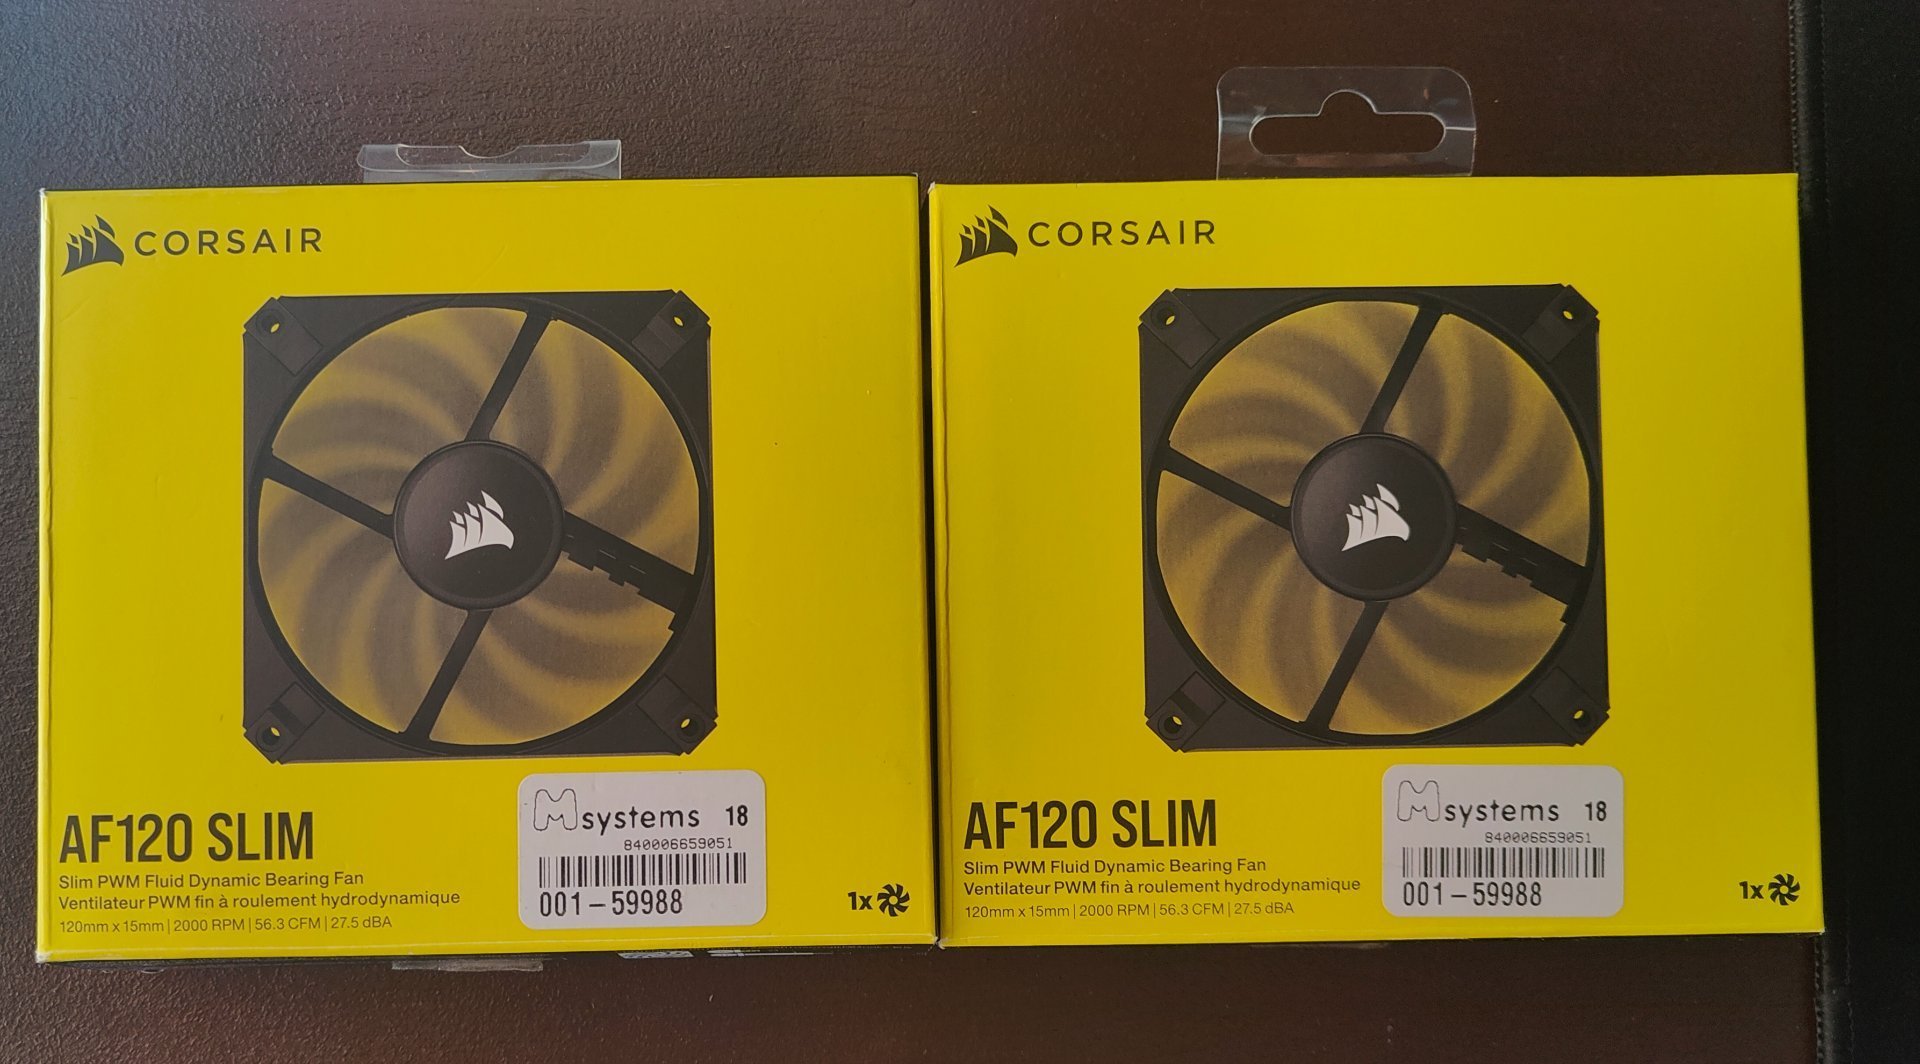 CORSAIR
AF120 SLIM
Slim PWM Fluid Dynamic Bearing Fan
Ventilateur PWM fin à roulement hydrodynamique
120mm x 15mm | 2000 RPM | 56.3 CFM | 27.5 dBA
Msystems 18
840006659051
001-59988
1x
CORSAIR
AF120 SLIM
Slim PWM Fluid Dynamic Bearing Fan
Ventilateur PWM fin à roulement hydrodynamique
120mm x 15mm | 2000 RPM | 56.3 CFM | 27.5 dBA
Msystems 18
840006659051
001-59988
1x